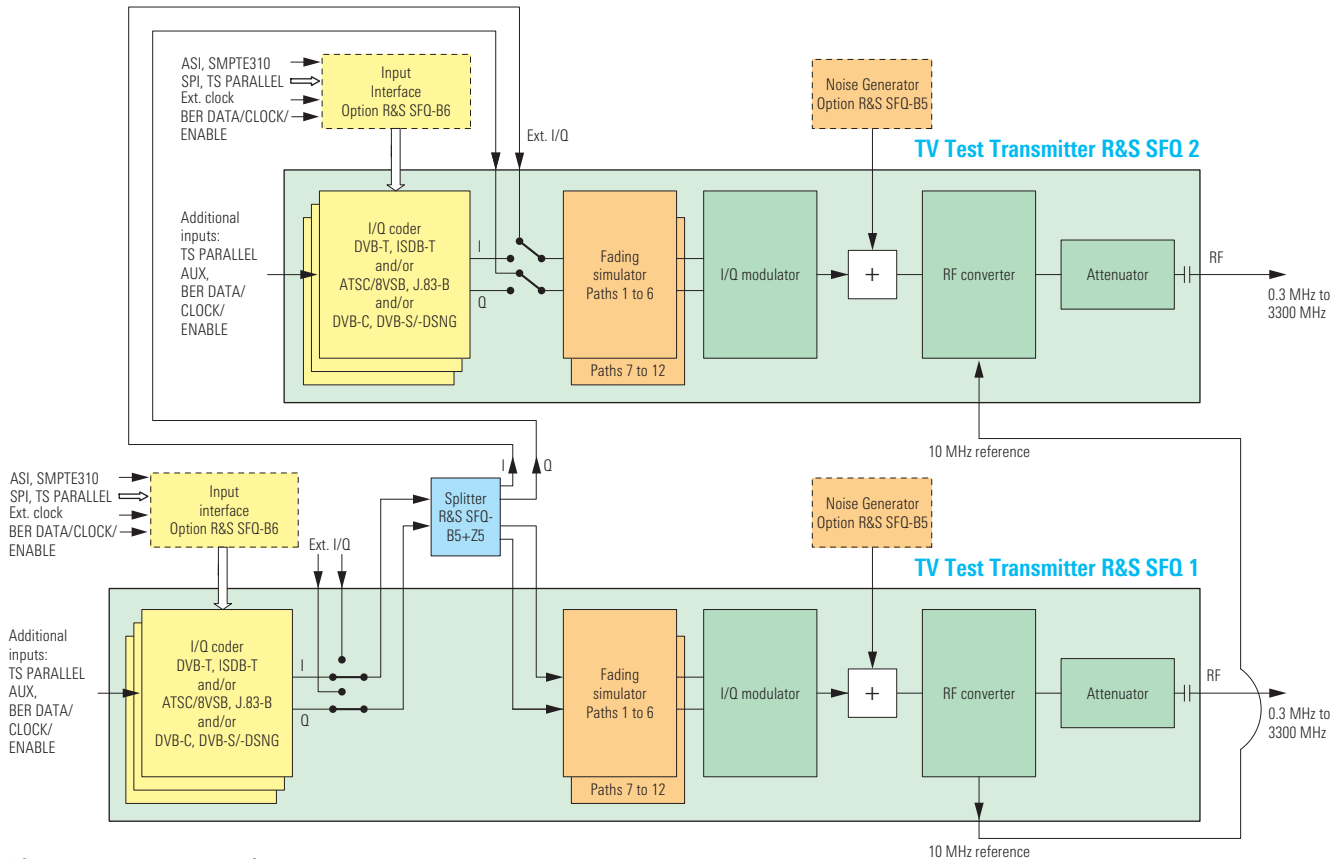 ASI, SMPTE310
SPI, TS PARALLEL
Ext. clock
BER DATA/CLOCK/
ENABLE
Input
Interface
Option R&S SFQ-B6
Ext. I/Q
Noise Generator
Option R&S SFQ-B5
TV Test Transmitter R&S SFQ 2
Additional
inputs:
TS PARALLEL
AUX,
BER DATA/
CLOCK/
ENABLE
I/Q coder
DVB-T, ISDB-T
and/or
ATSC/8VSB, J.83-B
and/or
DVB-C, DVB-S/-DSNG
I
Q
Fading
simulator
Paths 1 to 6
Paths 7 to 12
I/Q modulator
+
RF converter
Attenuator
RF
0.3 MHz to
3300 MHz
10 MHz reference
I
Q
ASI, SMPTE310
SPI, TS PARALLEL
Ext. clock
BER DATA/CLOCK/
ENABLE
Input
interface
Option R&S SFQ-B6
Ext. I/Q
Splitter
R&S SFQ-
B5+Z5
Noise Generator
Option R&S SFQ-B5
TV Test Transmitter R&S SFQ 1
Additional
inputs:
TS PARALLEL
AUX,
BER DATA/
CLOCK/
ENABLE
I/Q coder
DVB-T, ISDB-T
and/or
ATSC/8VSB, J.83-B
and/or
DVB-C, DVB-S/-DSNG
I
Q
Fading
simulator
Paths 1 to 6
Paths 7 to 12
I/Q modulator
+
RF converter
Attenuator
RF
0.3 MHz to
3300 MHz
10 MHz reference